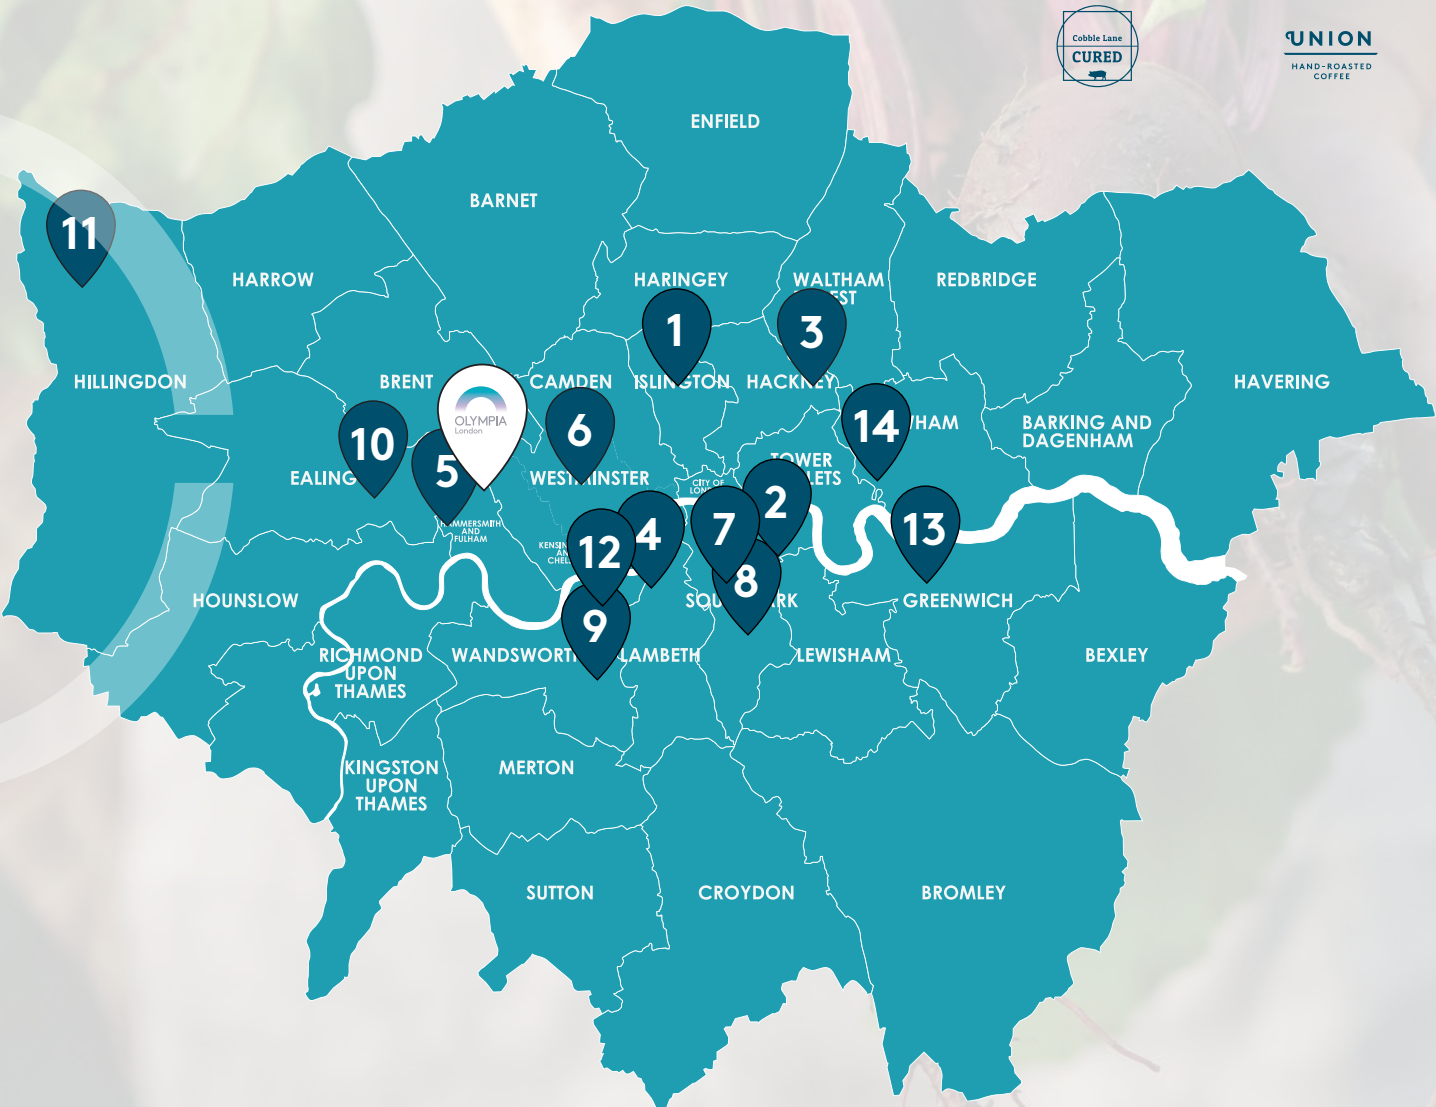 Cobble Lane
CURED
UNION
HAND-ROASTED
COFFEE
ENFIELD
BARNET
11
HARROW
HARINGEY
WALTHAM
REDBRIDGE
1
3
HILLINGDON
BRENT
CAMDEN
ISLINGTON
HACKNEY
HAVERING
OLYMPIA
London
6
14
BARKING AND
DAGENHAM
10
5
EALING
WESTMINSTER
TOWER
CITY OF
2
HAMMERSMITH
AND
FULHAM
12
4
7
13
8
9
HOUNSLOW
GREENWICH
RICHMOND
UPON
THAMES
WANDSWORTH
LAMBETH
LEWISHAM
BEXLEY
KINGSTON
UPON
THAMES
MERTON
SUTTON
CROYDON
BROMLEY